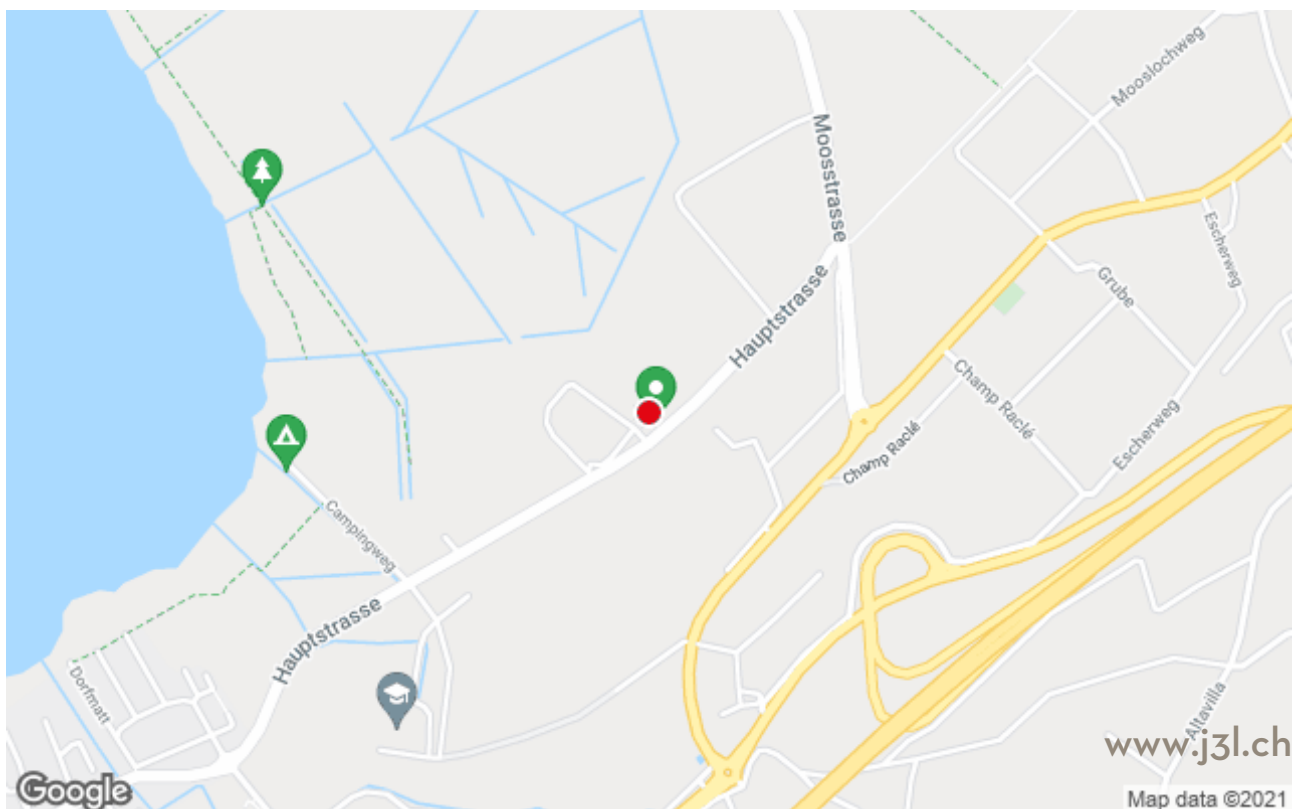 Mooslochweg
Moosstrasse
Escherweg
Grube
Hauptstrasse
Champ Raclé
Champ Raclé
Escherweg
Campingweg
Hauptstrasse
Dorfmatt
Altavilla
www.j3l.ch
Google
Map data ©2021